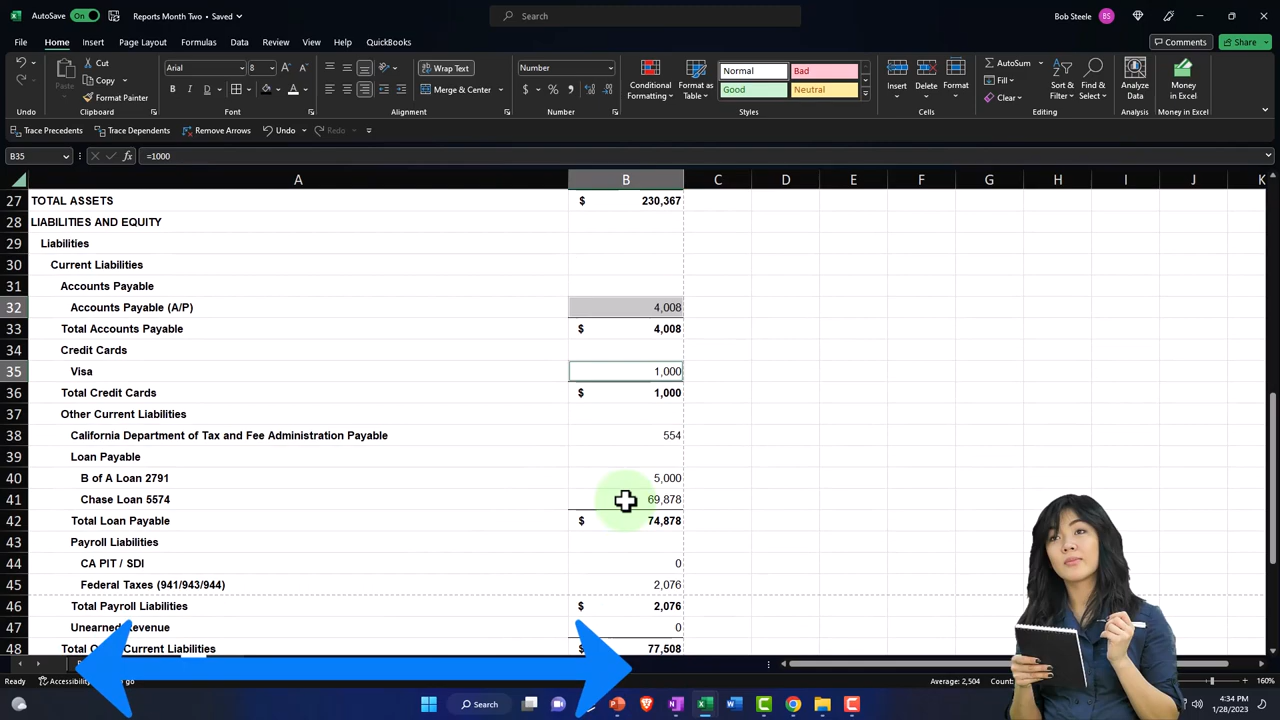 AutoSave On Reports Month Two • Saved Search Bob Steele BS
File Home Insert Page Layout Formulas Data Review View Help QuickBooks Comments Share
Cut Arial 8 Wrap Text Number Normal Bad AutoSum
Copy Fill
Paste Format Painter B I U Merge & Center $ % Conditional Formatting Format as Table Good Neutral Insert Delete Format Clear Sort & Filter Find & Select Analyze Data Money in Excel
Undo Clipboard Font Alignment Number Styles Cells Editing Analysis Money in Excel
Trace Precedents Trace Dependents Remove Arrows Undo Redo
B35 fx =1000
A B C D E F G H I J K
27 TOTAL ASSETS $ 230,367
28 LIABILITIES AND EQUITY
29 Liabilities
30 Current Liabilities
31 Accounts Payable
32 Accounts Payable (A/P) 4,008
33 Total Accounts Payable $ 4,008
34 Credit Cards
35 Visa 1,000
36 Total Credit Cards $ 1,000
37 Other Current Liabilities
38 California Department of Tax and Fee Administration Payable 554
39 Loan Payable
40 B of A Loan 2791 5,000
41 Chase Loan 5574 69,878
42 Total Loan Payable $ 74,878
43 Payroll Liabilities
44 CA PIT / SDI 0
45 Federal Taxes (941/943/944) 2,076
46 Total Payroll Liabilities $ 2,076
47 Unearned Revenue 0
48 Total Current Liabilities $ 77,508
Ready Average: 2,504 160%
Search 4:34 PM
1/28/2023